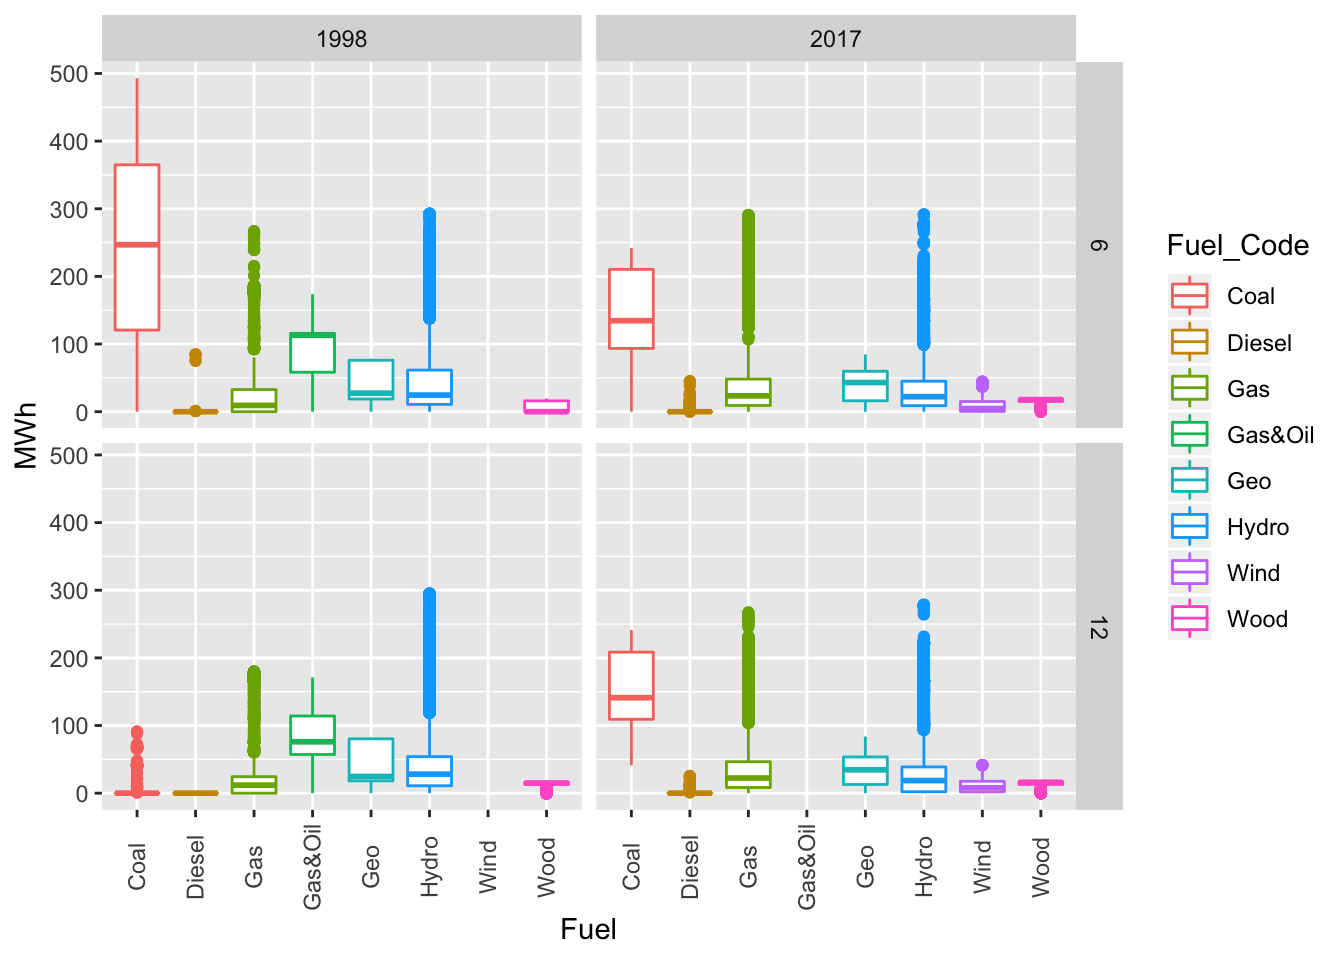 1998
2017
500
400
300
200
100
0
6
MWh
500
400
300
200
100
0
12
Coal
Diesel
Gas
Gas&Oil
Geo
Hydro
Wind
Wood
Coal
Diesel
Gas
Gas&Oil
Geo
Hydro
Wind
Wood
Fuel
Fuel_Code
Coal
Diesel
Gas
Gas&Oil
Geo
Hydro
Wind
Wood